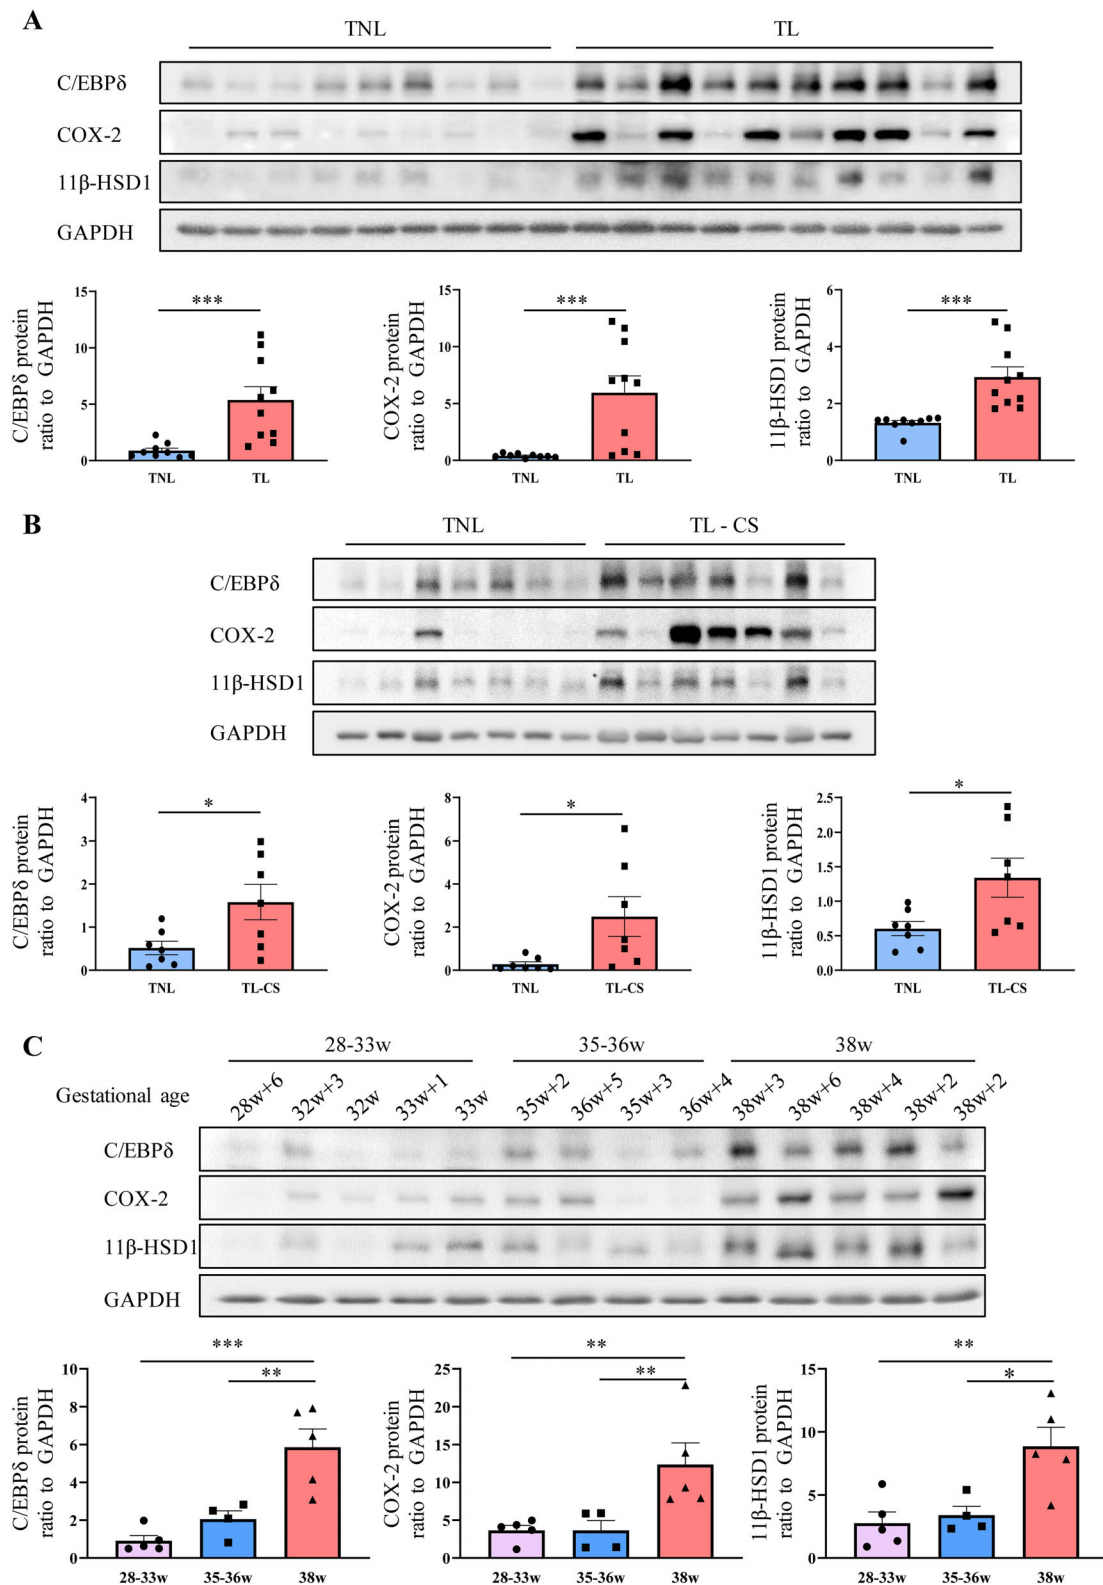 A
TNL TL
C/EBPδ
COX-2
11β-HSD1
GAPDH
C/EBPδ protein
ratio to GAPDH
15
10
5
0
***
TNL TL
COX-2 protein
ratio to GAPDH
15
10
5
0
***
TNL TL
11β-HSD1 protein
ratio to GAPDH
6
4
2
0
***
TNL TL
B
TNL TL - CS
C/EBPδ
COX-2
11β-HSD1
GAPDH
C/EBPδ protein
ratio to GAPDH
4
3
2
1
0
*
TNL TL-CS
COX-2 protein
ratio to GAPDH
8
6
4
2
0
*
TNL TL-CS
11β-HSD1 protein
ratio to GAPDH
2.5
2.0
1.5
1.0
0.5
0.0
*
TNL TL-CS
C
28-33w 35-36w 38w
Gestational age 28w+6 32w+3 32w 33w+1 33w 35w+2 36w+5 35w+3 36w+4 38w+3 38w+6 38w+4 38w+2 38w+2
C/EBPδ
COX-2
11β-HSD1
GAPDH
C/EBPδ protein
ratio to GAPDH
10
8
6
4
2
0
***
**
28-33w 35-36w 38w
COX-2 protein
ratio to GAPDH
25
20
15
10
5
0
**
**
28-33w 35-36w 38w
11β-HSD1 protein
ratio to GAPDH
15
10
5
0
**
*
28-33w 35-36w 38w